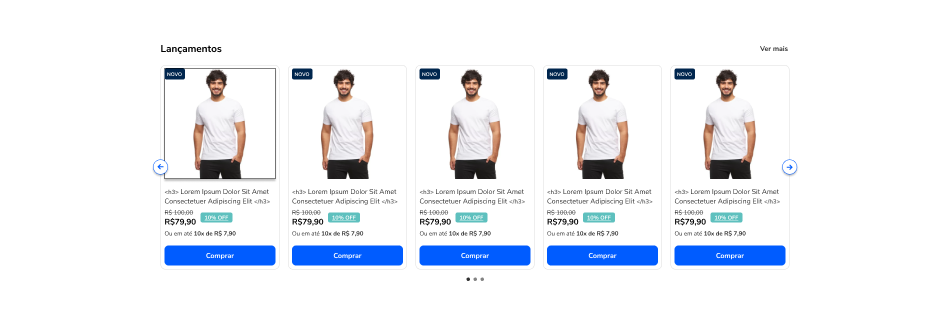 Lançamentos
Ver mais
NOVO
NOVO
NOVO
NOVO
NOVO
<h3> Lorem Ipsum Dolor Sit Amet
Consectetuer Adipiscing Elit </h3>
R$ 100,00
10% OFF
R$79,90
Ou em até 10x de R$ 7,90
Comprar
<h3> Lorem Ipsum Dolor Sit Amet
Consectetuer Adipiscing Elit </h3>
R$ 100,00
10% OFF
R$79,90
Ou em até 10x de R$ 7,90
Comprar
<h3> Lorem Ipsum Dolor Sit Amet
Consectetuer Adipiscing Elit </h3>
R$ 100,00
10% OFF
R$79,90
Ou em até 10x de R$ 7,90
Comprar
<h3> Lorem Ipsum Dolor Sit Amet
Consectetuer Adipiscing Elit </h3>
R$ 100,00
10% OFF
R$79,90
Ou em até 10x de R$ 7,90
Comprar
<h3> Lorem Ipsum Dolor Sit Amet
Consectetuer Adipiscing Elit </h3>
R$ 100,00
10% OFF
R$79,90
Ou em até 10x de R$ 7,90
Comprar